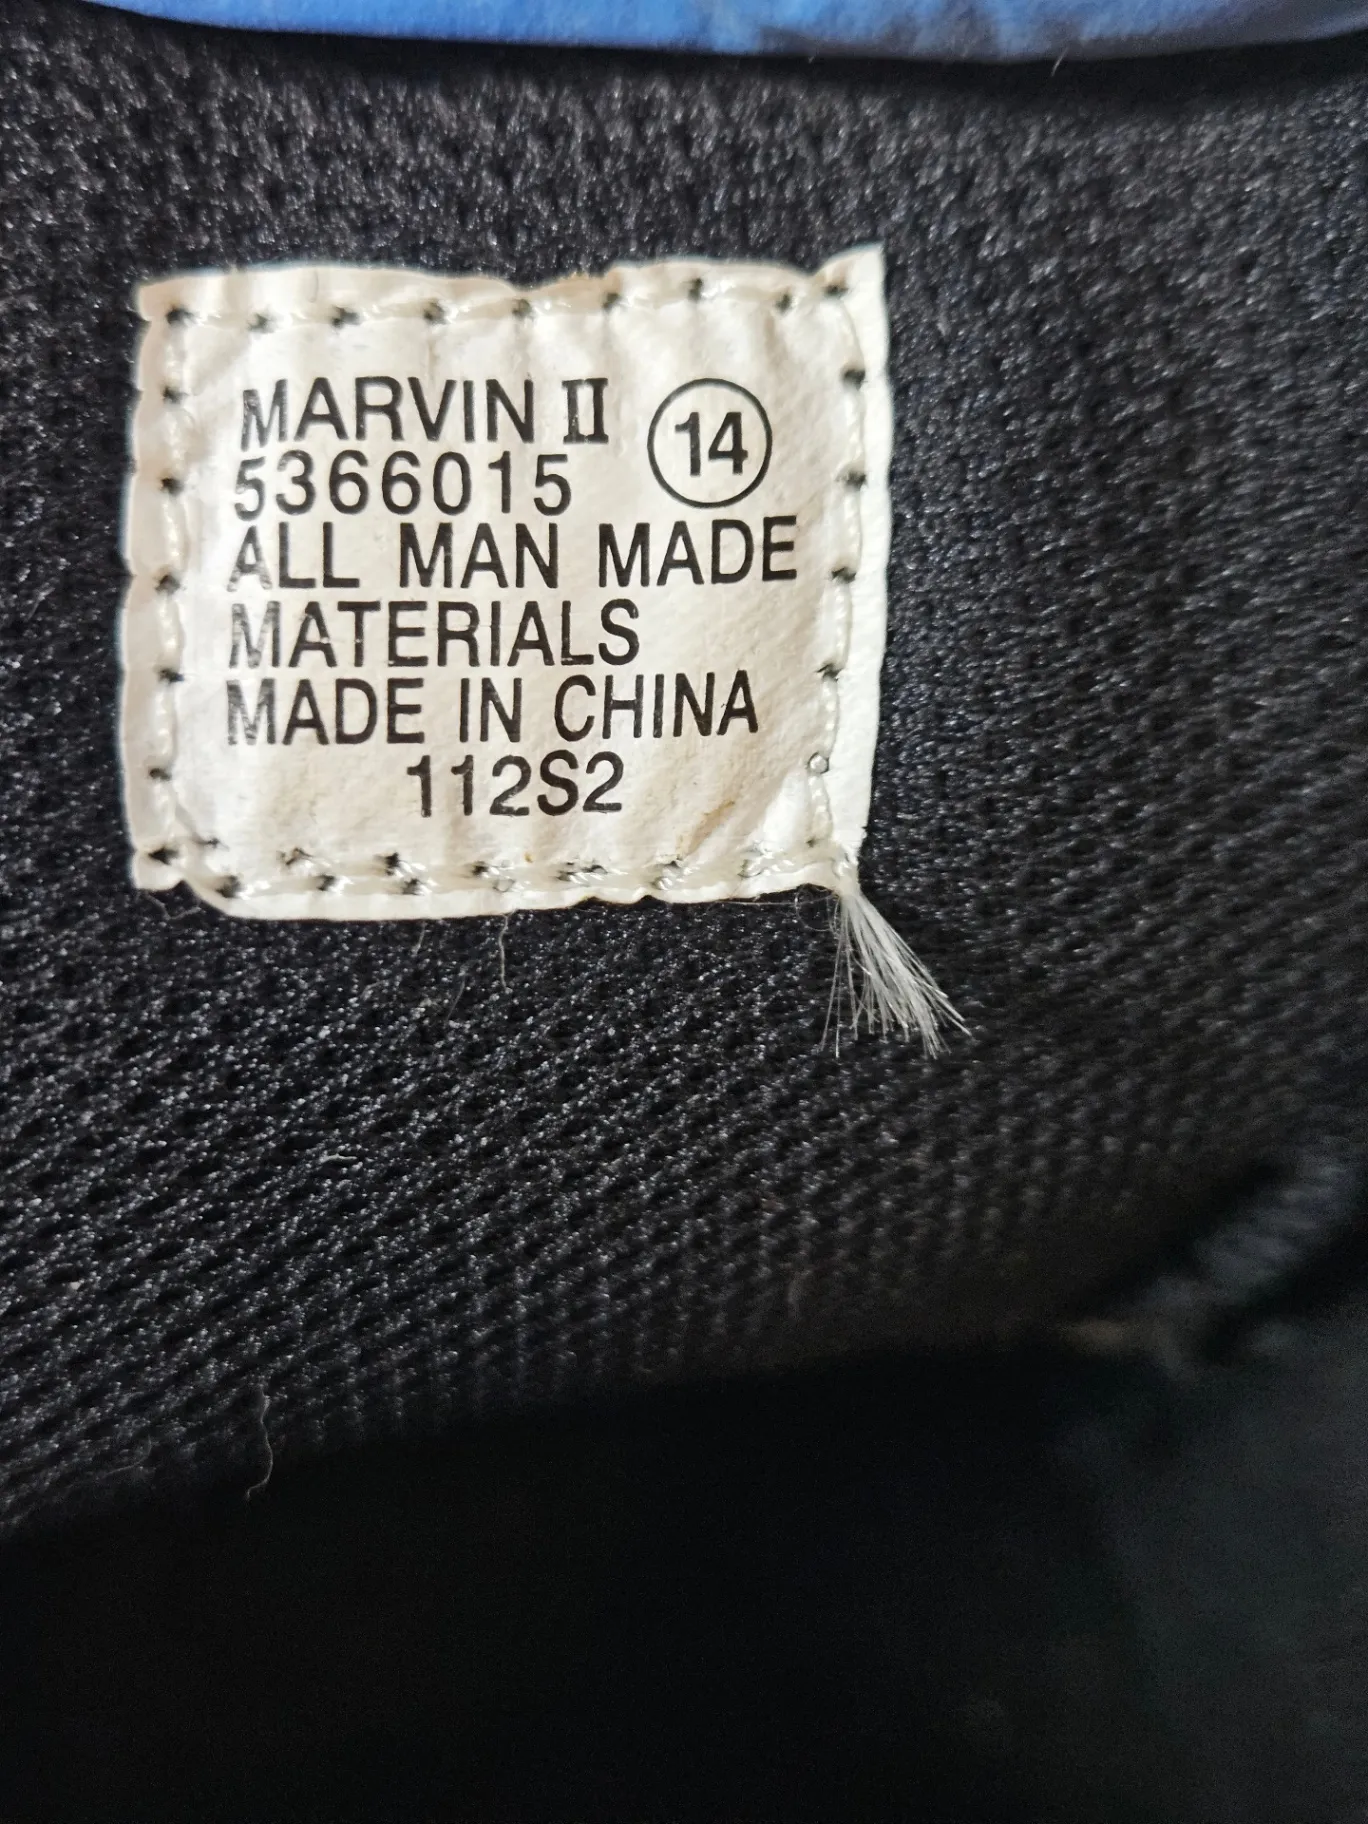 MARVIN II
5366015 14
ALL MAN MADE
MATERIALS
MADE IN CHINA
112S2